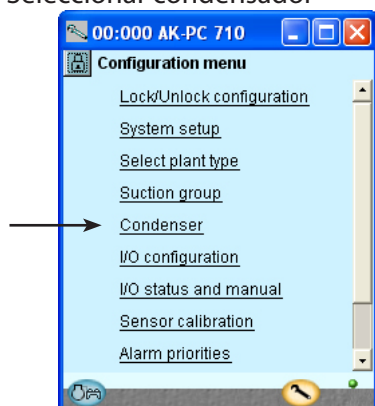 Seleccionar condensador
00:000 AK-PC 710
Configuration menu
Lock/Unlock configuration
System setup
Select plant type
Suction group
Condenser
I/O configuration
I/O status and manual
Sensor calibration
Alarm priorities